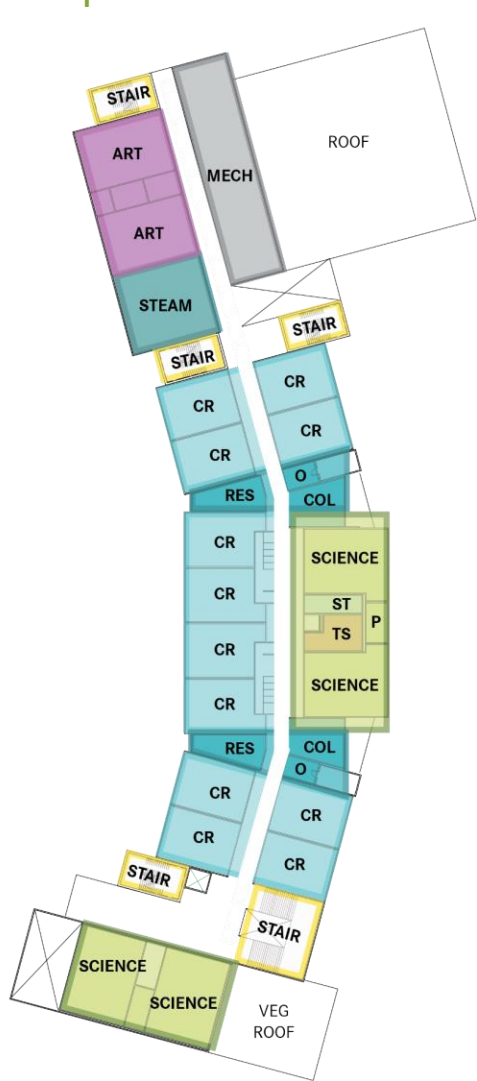 STAIR
ART
ROOF
MECH
ART
STEAM
STAIR
STAIR
CR
CR
CR
CR
O
RES
COL
CR
SCIENCE
CR
ST
P
TS
CR
SCIENCE
CR
RES
COL
O
CR
CR
CR
CR
STAIR
STAIR
SCIENCE
SCIENCE
VEG
ROOF